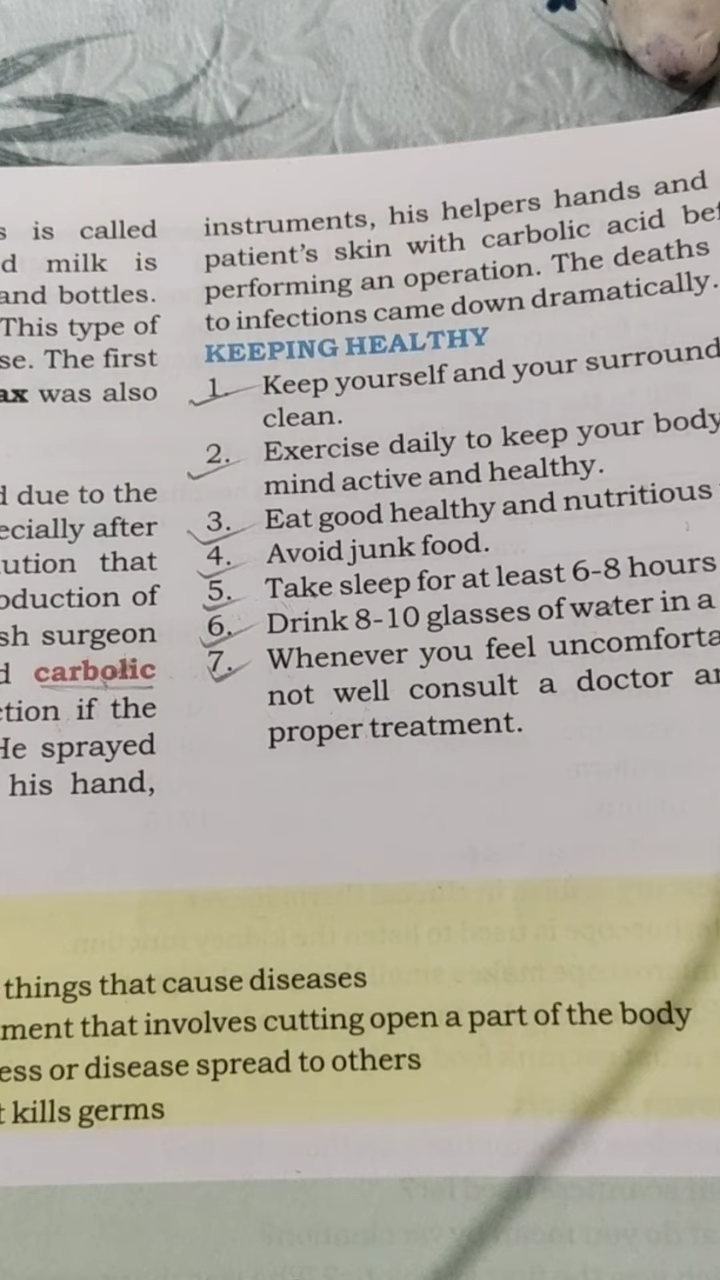 s is called
d milk is
and bottles.
This type of
se. The first
ax was also
d due to the
ecially after
ution that
oduction of
sh surgeon
d carbolic
ction if the
He sprayed
his hand,
instruments, his helpers hands and
patient's skin with carbolic acid bef
performing an operation. The deaths
to infections came down dramatically.
KEEPING HEALTHY
1. Keep yourself and your surround
clean.
2. Exercise daily to keep your body
mind active and healthy.
3. Eat good healthy and nutritious
4. Avoid junk food.
5. Take sleep for at least 6-8 hours
6. Drink 8-10 glasses of water in a
7. Whenever you feel uncomforta
not well consult a doctor an
proper treatment.
things that cause diseases
ment that involves cutting open a part of the body
ess or disease spread to others
t kills germs